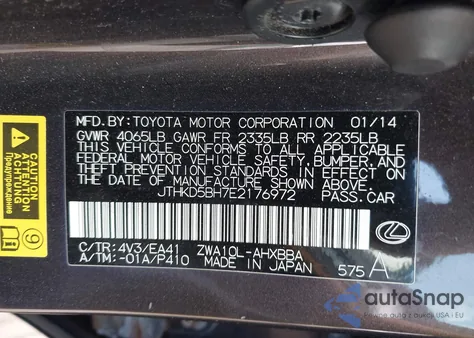 MFD. BY: TOYOTA MOTOR CORPORATION 01/14
GVWR 4065LB GAWR FR 2335LB RR 2235LB
THIS VEHICLE CONFORMS TO ALL APPLICABLE
FEDERAL MOTOR VEHICLE SAFETY, BUMPER, AND
THEFT PREVENTION STANDARDS IN EFFECT ON
THE DATE OF MANUFACTURE SHOWN ABOVE.
JTHKD5BH7E2176972 PASS. CAR
C/TR: 4V3/EA41 ZWA10L-AHXBBA
A/TM: -01A/P410 MADE IN JAPAN 575 A
9
autoSnap